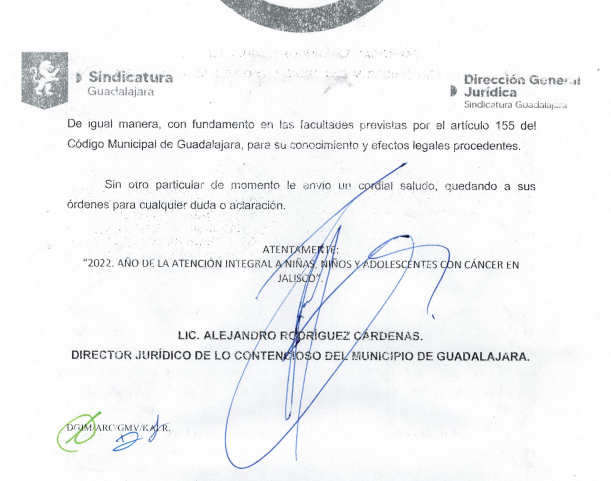 Sindicatura
Guadalajara
Dirección General
Jurídica
Sindicatura Guadalajara
De igual manera, con fundamento en las facultades previstas por el artículo 155 del
Código Municipal de Guadalajara, para su conocimiento y efectos legales procedentes.
Sin otro particular de momento le envío un cordial saludo, quedando a sus
órdenes para cualquier duda o aclaración.
ATENTAMENTE:
"2022. AÑO DE LA ATENCIÓN INTEGRAL A NIÑAS, NIÑOS Y ADOLESCENTES CON CÁNCER EN
JALISCO".
LIC. ALEJANDRO RODRÍGUEZ CÁRDENAS.
DIRECTOR JURÍDICO DE LO CONTENCIOSO DEL MUNICIPIO DE GUADALAJARA.
DGJM/ARC/GMV/KALR.